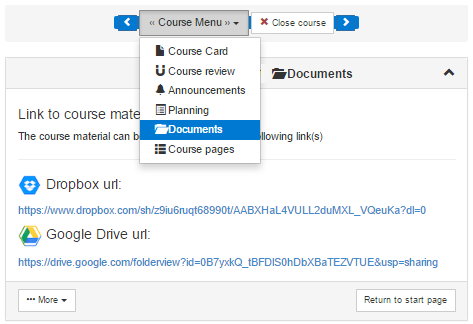 ‹‹ Course Menu ›› Close course
Course Card
Course review
Announcements
Planning
Documents
Course pages
Documents
Link to course mate
The course material can b llowing link(s)
Dropbox url:
https://www.dropbox.com/sh/z9iu6ruqt68990t/AABXHaL4VULL2duMXL_VQeuKa?dl=0
Google Drive url:
https://drive.google.com/folderview?id=0B7yxkQ_tBFDlS0hDbXBaTEZVTUE&usp=sharing
More Return to start page